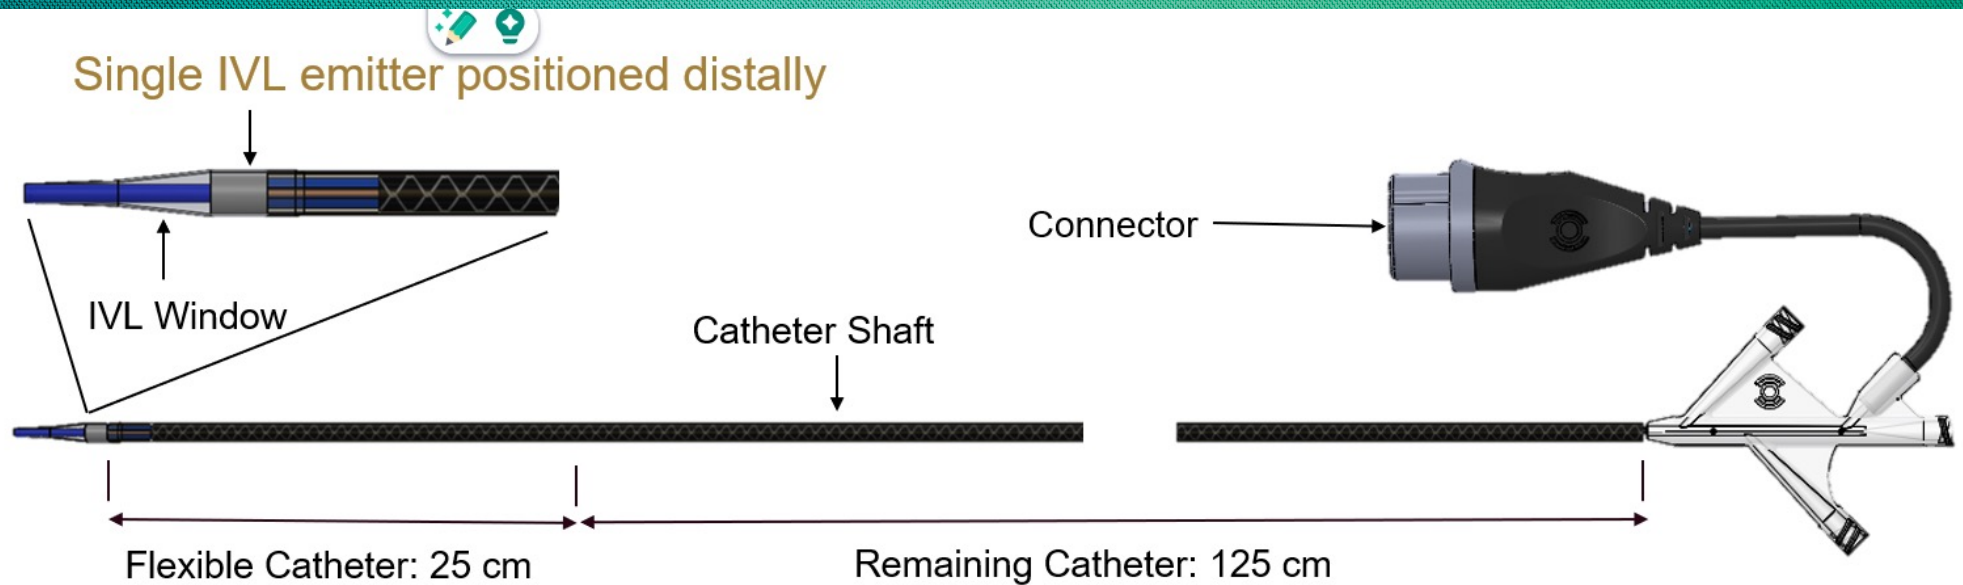 Single IVL emitter positioned distally
Connector
IVL Window
Catheter Shaft
Flexible Catheter: 25 cm
Remaining Catheter: 125 cm